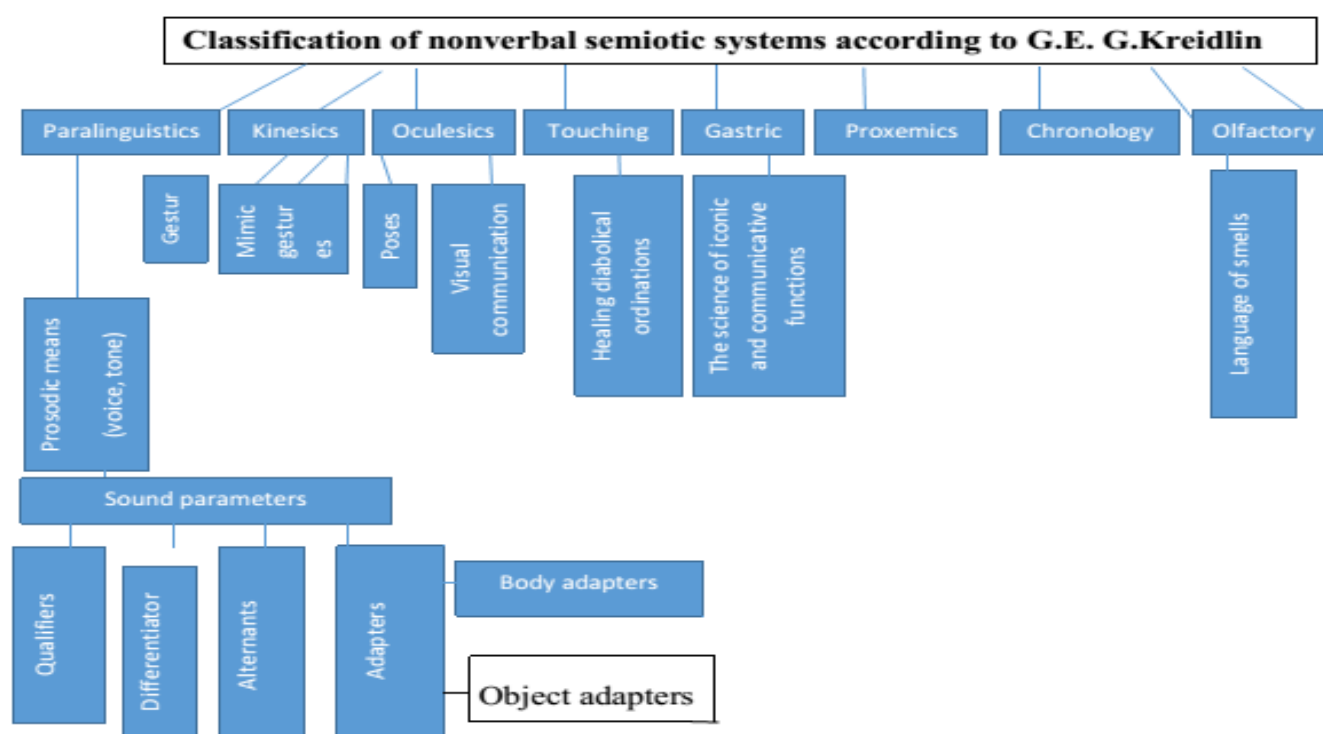 Classification of nonverbal semiotic systems according to G.E. G.Kreidlin
Paralinguistics
Kinesics
Oculesics
Touching
Gastric
Proxemics
Chronology
Olfactory
Gestur
Mimic
gestur
es
Poses
Visual
communication
Healing diabolical
ordinations
The science of iconic
and communicative
functions
Language of smells
Prosodic means
(voice, tone)
Sound parameters
Qualifiers
Differentiator
Alternants
Adapters
Body adapters
Object adapters